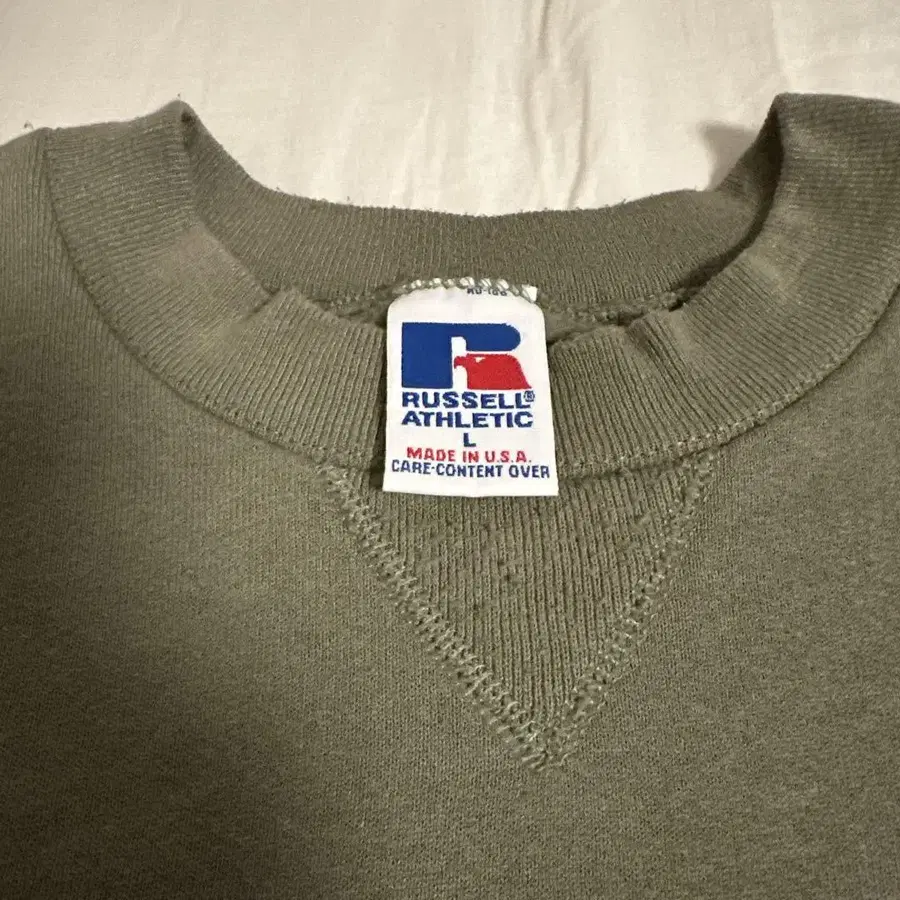 RUSSELL®
ATHLETIC
L
MADE IN U.S.A.
CARE-CONTENT OVER